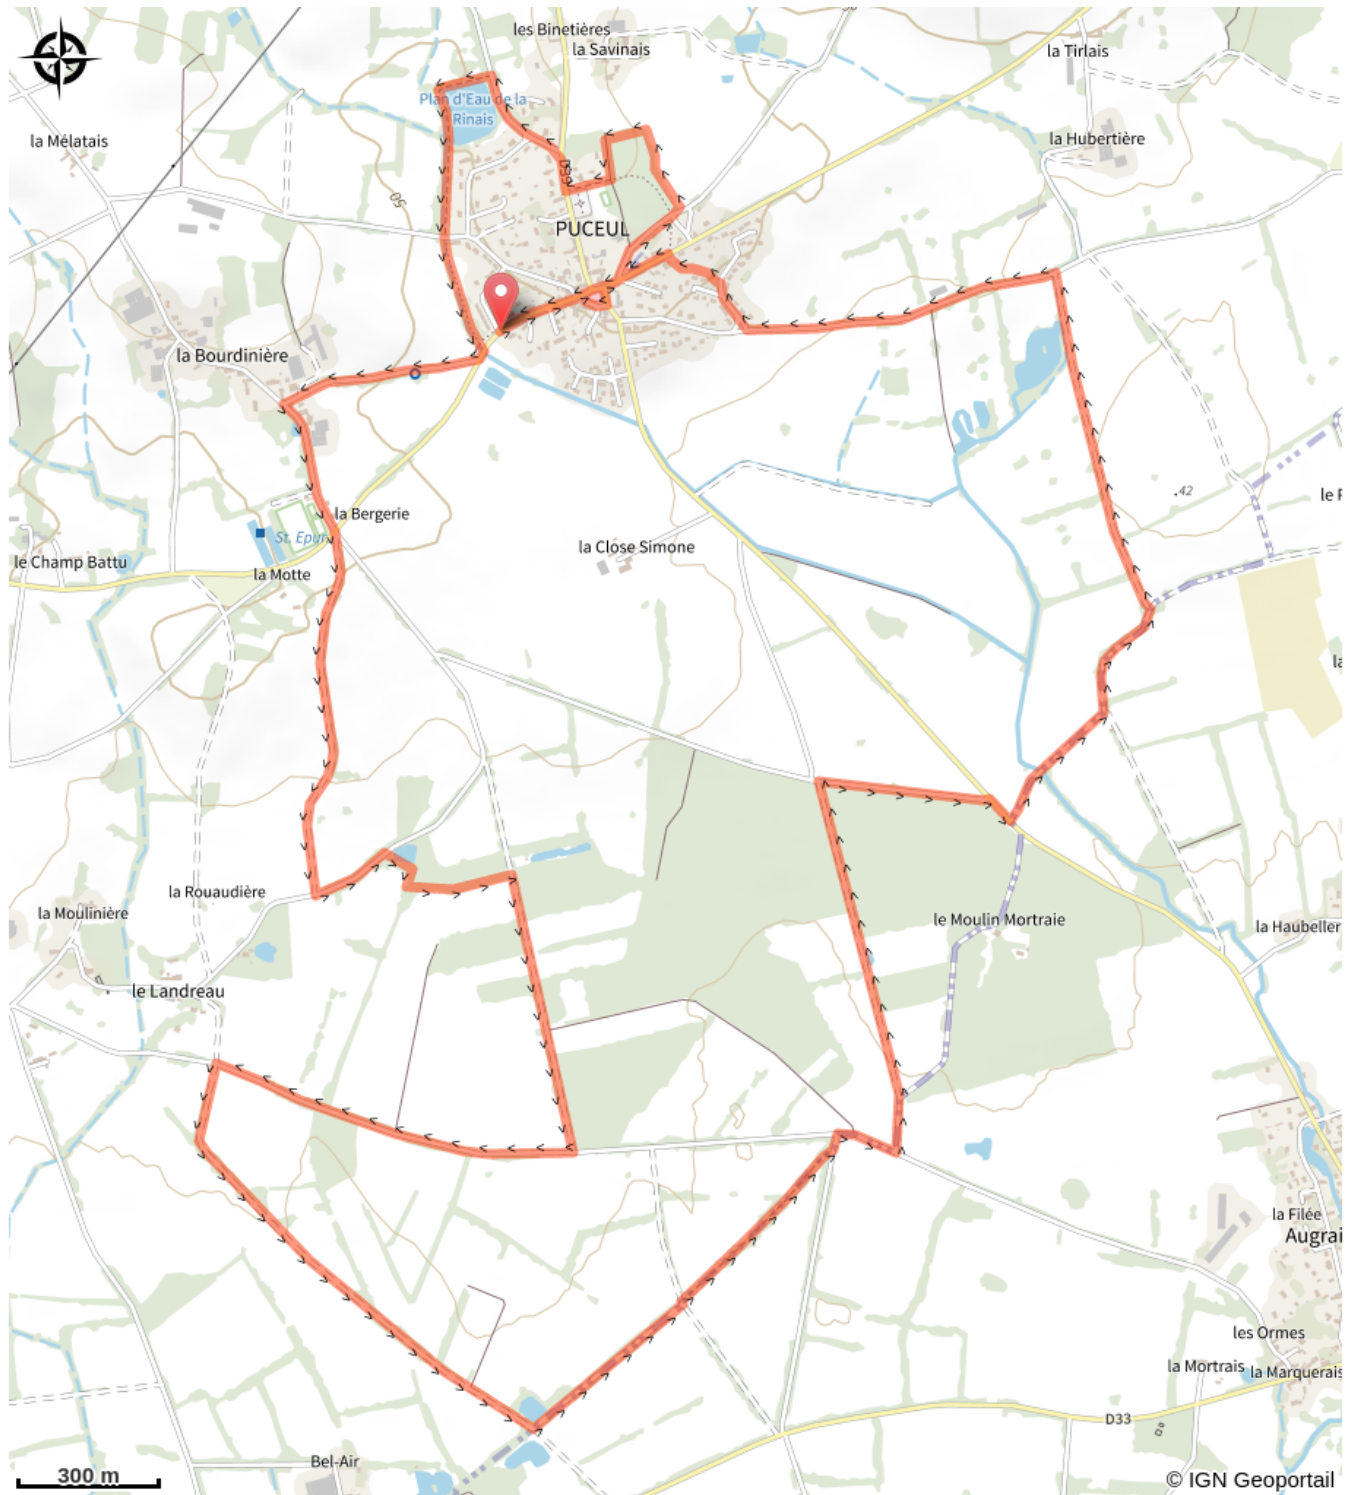 les Binetières
la Savinais
la Tirlais
Plan d'Eau de la
Rinais
la Mélatais
la Hubertière
D39
50
PUCEUL
la Bourdinière
.42
la Bergerie
St. Epur.
la Close Simone
le Champ Battu
la Motte
la Rouaudière
la Moulinière
le Moulin Mortraie
la Haubeller
le Landreau
la Filée
Augrai
les Ormes
la Mortrais
la Marquerais
D33
Bel-Air
300 m
© IGN Geoportail